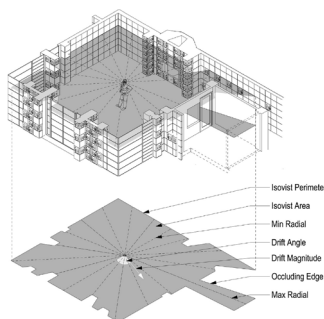 Isovist Perimete
Isovist Area
Min Radial
Drift Angle
Drift Magnitude
Occluding Edge
Max Radial